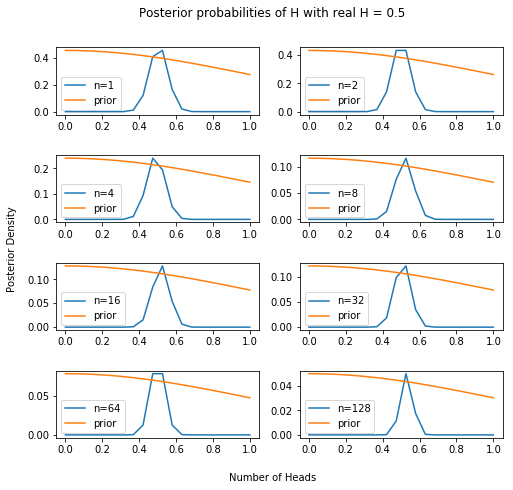 Posterior probabilities of H with real H = 0.5
Posterior Density
0.4
0.2
0.0
n=1
prior
0.0 0.2 0.4 0.6 0.8 1.0
0.4
0.2
0.0
n=2
prior
0.0 0.2 0.4 0.6 0.8 1.0
0.2
0.1
0.0
n=4
prior
0.0 0.2 0.4 0.6 0.8 1.0
0.10
0.05
0.00
n=8
prior
0.0 0.2 0.4 0.6 0.8 1.0
0.10
0.05
0.00
n=16
prior
0.0 0.2 0.4 0.6 0.8 1.0
0.10
0.05
0.00
n=32
prior
0.0 0.2 0.4 0.6 0.8 1.0
0.05
0.00
n=64
prior
0.0 0.2 0.4 0.6 0.8 1.0
0.04
0.02
0.00
n=128
prior
0.0 0.2 0.4 0.6 0.8 1.0
Number of Heads